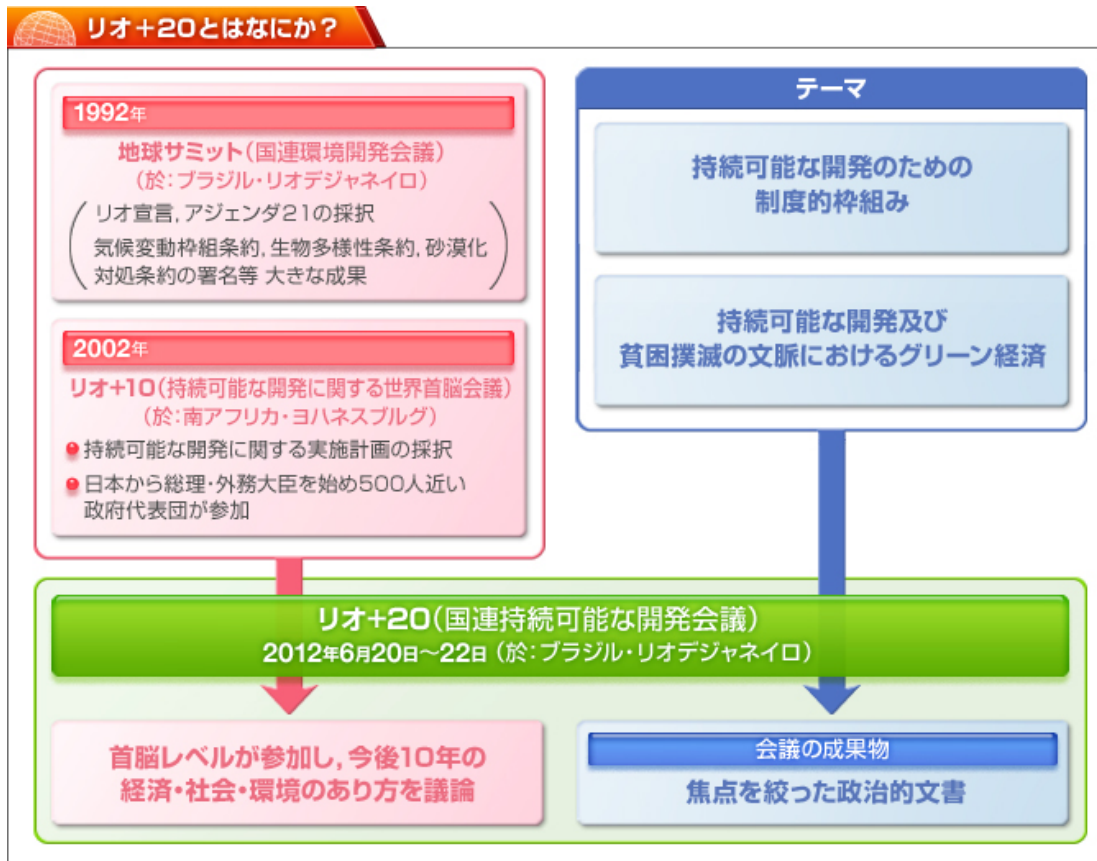 リオ+20とはなにか？
1992年
地球サミット(国連環境開発会議)
(於:ブラジル・リオデジャネイロ)
リオ宣言,アジェンダ21の採択
気候変動枠組条約,生物多様性条約,砂漠化
対処条約の署名等 大きな成果
2002年
リオ+10(持続可能な開発に関する世界首脳会議)
(於:南アフリカ・ヨハネスブルグ)
持続可能な開発に関する実施計画の採択
日本から総理・外務大臣を始め500人近い
政府代表団が参加
テーマ
持続可能な開発のための
制度的枠組み
持続可能な開発及び
貧困撲滅の文脈におけるグリーン経済
リオ+20(国連持続可能な開発会議)
2012年6月20日～22日(於:ブラジル・リオデジャネイロ)
首脳レベルが参加し,今後10年の
経済・社会・環境のあり方を議論
会議の成果物
焦点を絞った政治的文書